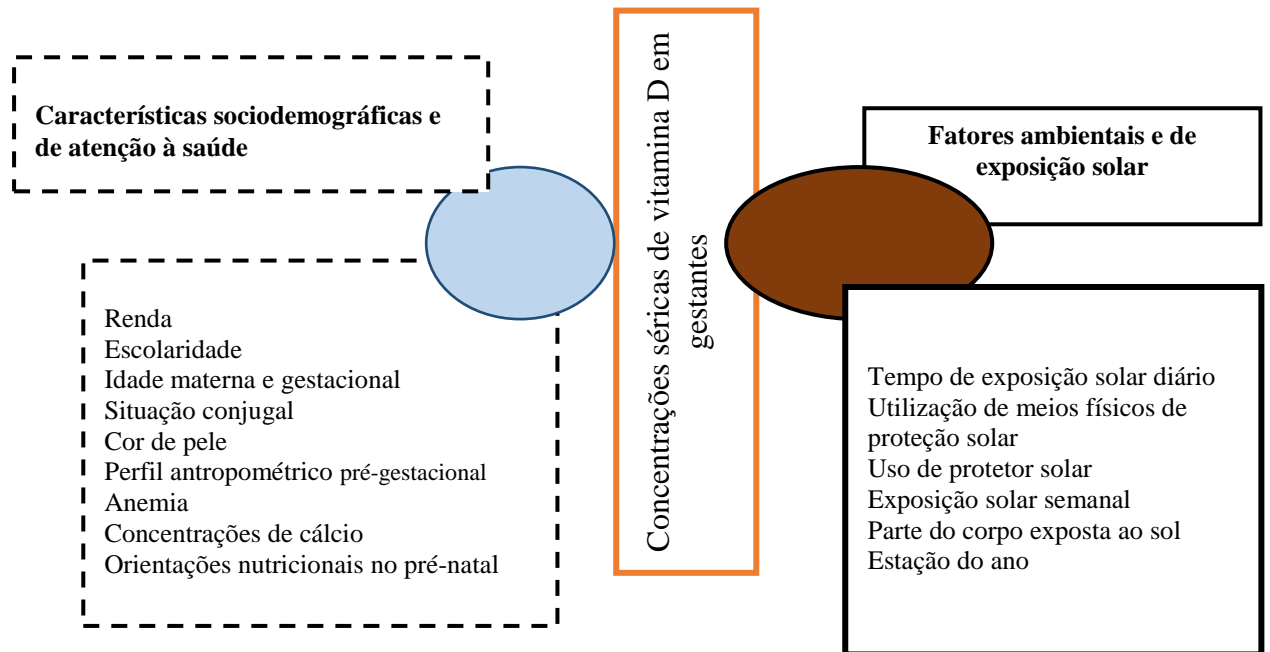 Características sociodemográficas e
de atenção à saúde
Renda
Escolaridade
Idade materna e gestacional
Situação conjugal
Cor de pele
Perfil antropométrico pré-gestacional
Anemia
Concentrações de cálcio
Orientações nutricionais no pré-natal
Concentrações séricas de vitamina D em
gestantes
Fatores ambientais e de
exposição solar
Tempo de exposição solar diário
Utilização de meios físicos de
proteção solar
Uso de protetor solar
Exposição solar semanal
Parte do corpo exposta ao sol
Estação do ano